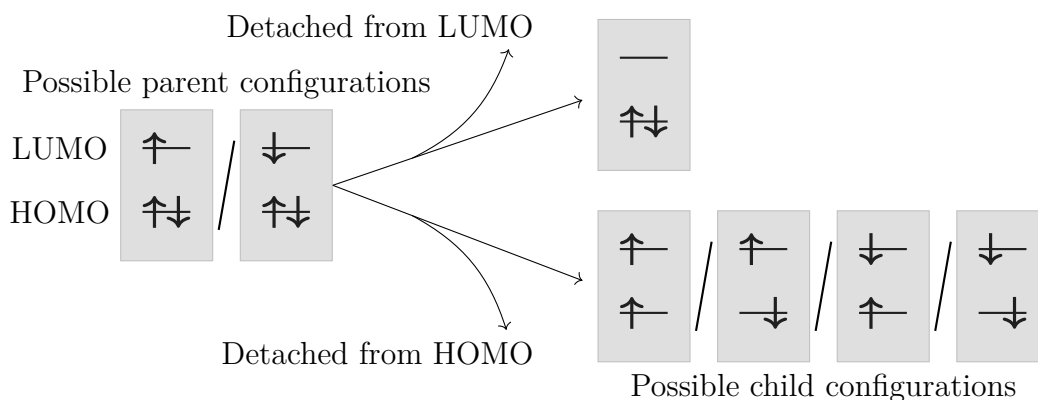 Detached from LUMO
Possible parent configurations
LUMO
HOMO
Detached from HOMO
Possible child configurations